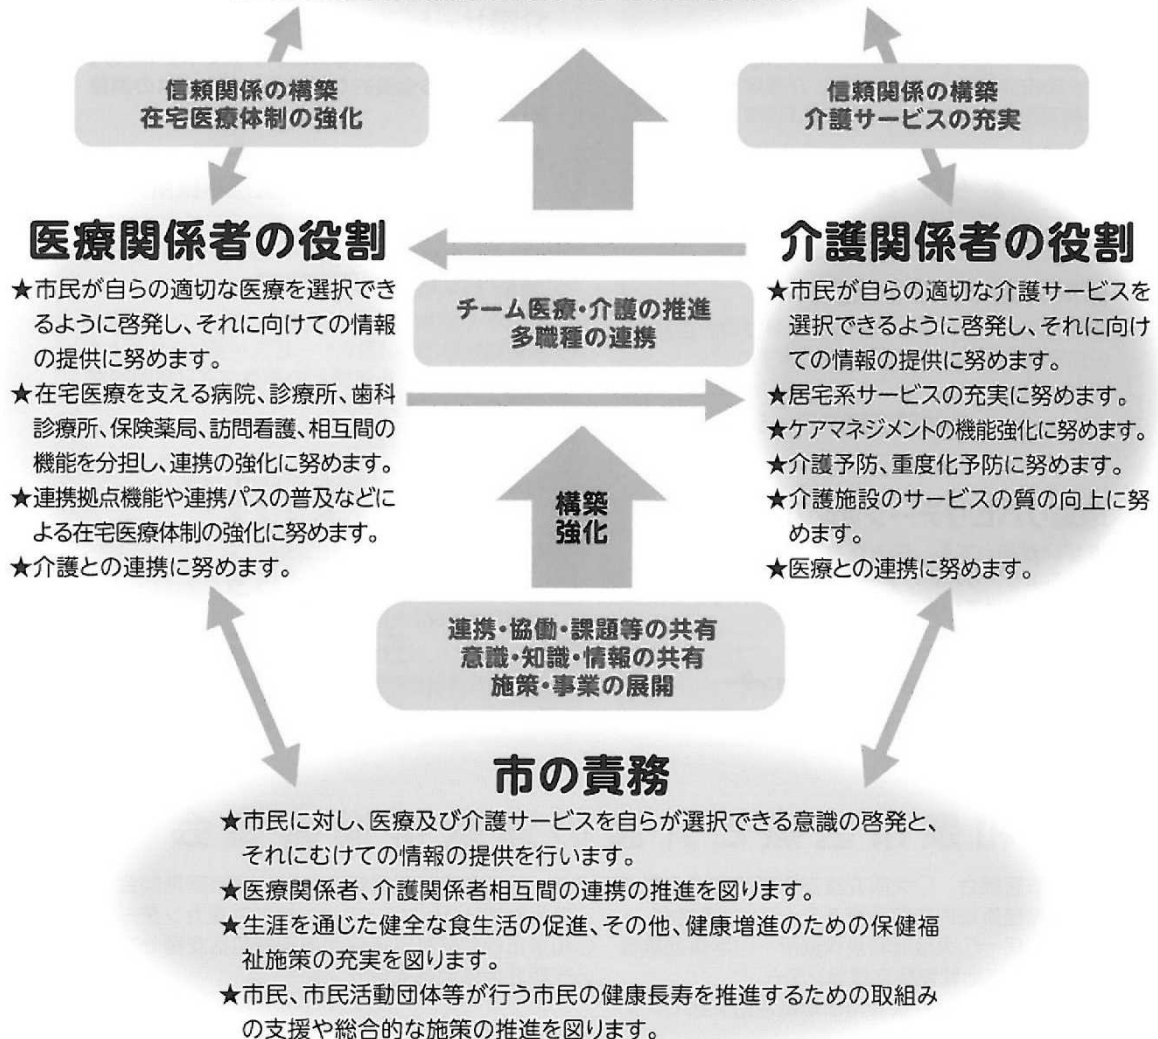 信頼関係の構築
在宅医療体制の強化
信頼関係の構築
介護サービスの充実
医療関係者の役割
★市民が自らの適切な医療を選択でき
るように啓発し、それに向けての情報
の提供に努めます。
★在宅医療を支える病院、診療所、歯科
診療所、保険薬局、訪問看護、相互間の
機能を分担し、連携の強化に努めます。
★連携拠点機能や連携パスの普及などに
よる在宅医療体制の強化に努めます。
★介護との連携に努めます。
チーム医療・介護の推進
多職種の連携
介護関係者の役割
★市民が自らの適切な介護サービスを
選択できるように啓発し、それに向け
ての情報の提供に努めます。
★居宅系サービスの充実に努めます。
★ケアマネジメントの機能強化に努めます。
★介護予防、重度化予防に努めます。
★介護施設のサービスの質の向上に努
めます。
★医療との連携に努めます。
構築
強化
連携・協働・課題等の共有
意識・知識・情報の共有
施策・事業の展開
市の責務
★市民に対し、医療及び介護サービスを自らが選択できる意識の啓発と、
それにむけての情報の提供を行います。
★医療関係者、介護関係者相互間の連携の推進を図ります。
★生涯を通じた健全な食生活の促進、その他、健康増進のための保健福
祉施策の充実を図ります。
★市民、市民活動団体等が行う市民の健康長寿を推進するための取組み
の支援や総合的な施策の推進を図ります。